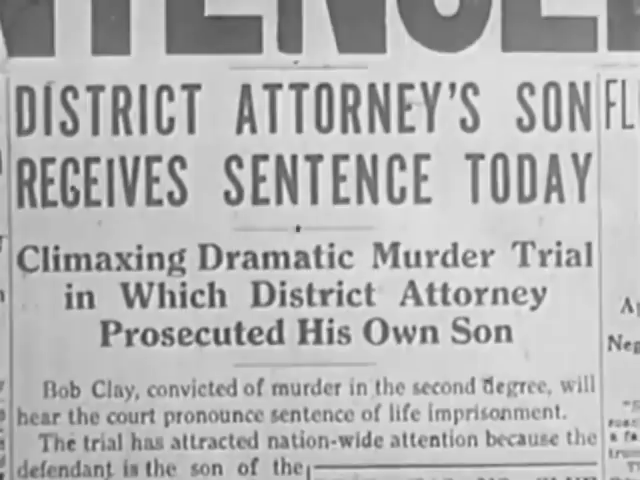 DISTRICT ATTORNEY'S SON
RECEIVES SENTENCE TODAY
Climaxing Dramatic Murder Trial
in Which District Attorney
Prosecuted His Own Son
Bob Clay, convicted of murder in the second degree, will
hear the court pronounce sentence of life imprisonment.
The trial has attracted nation-wide attention because the
defendant is the son of the